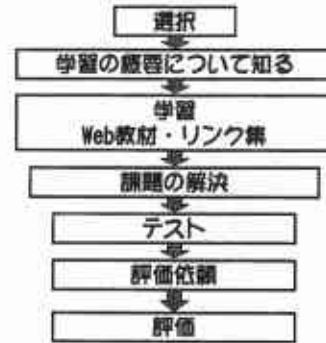 選択
学習の概要について知る
学習
Web教材・リンク集
課題の解決
テスト
評価依頼
評価